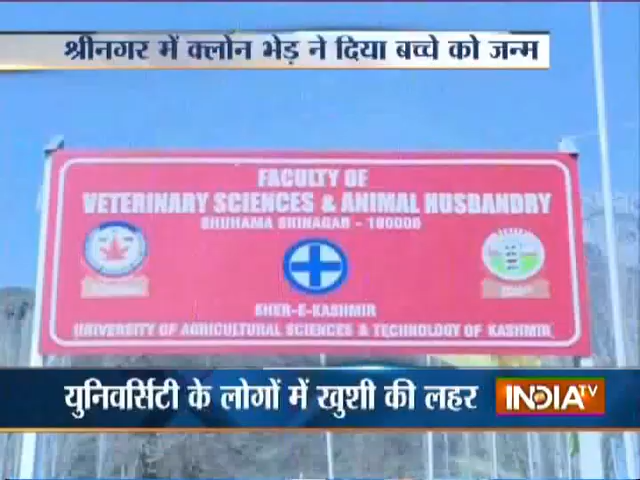 श्रीनगर में क्लोन भेड़ ने दिया बच्चे को जन्म
FACULTY OF
VETERINARY SCIENCES & ANIMAL HUSBANDRY
SHUHAMA SRINAGAR - 190006
SHER-E-KASHMIR
UNIVERSITY OF AGRICULTURAL SCIENCES & TECHNOLOGY OF KASHMIR
युनिवर्सिटी के लोगों में खुशी की लहर
INDIA TV